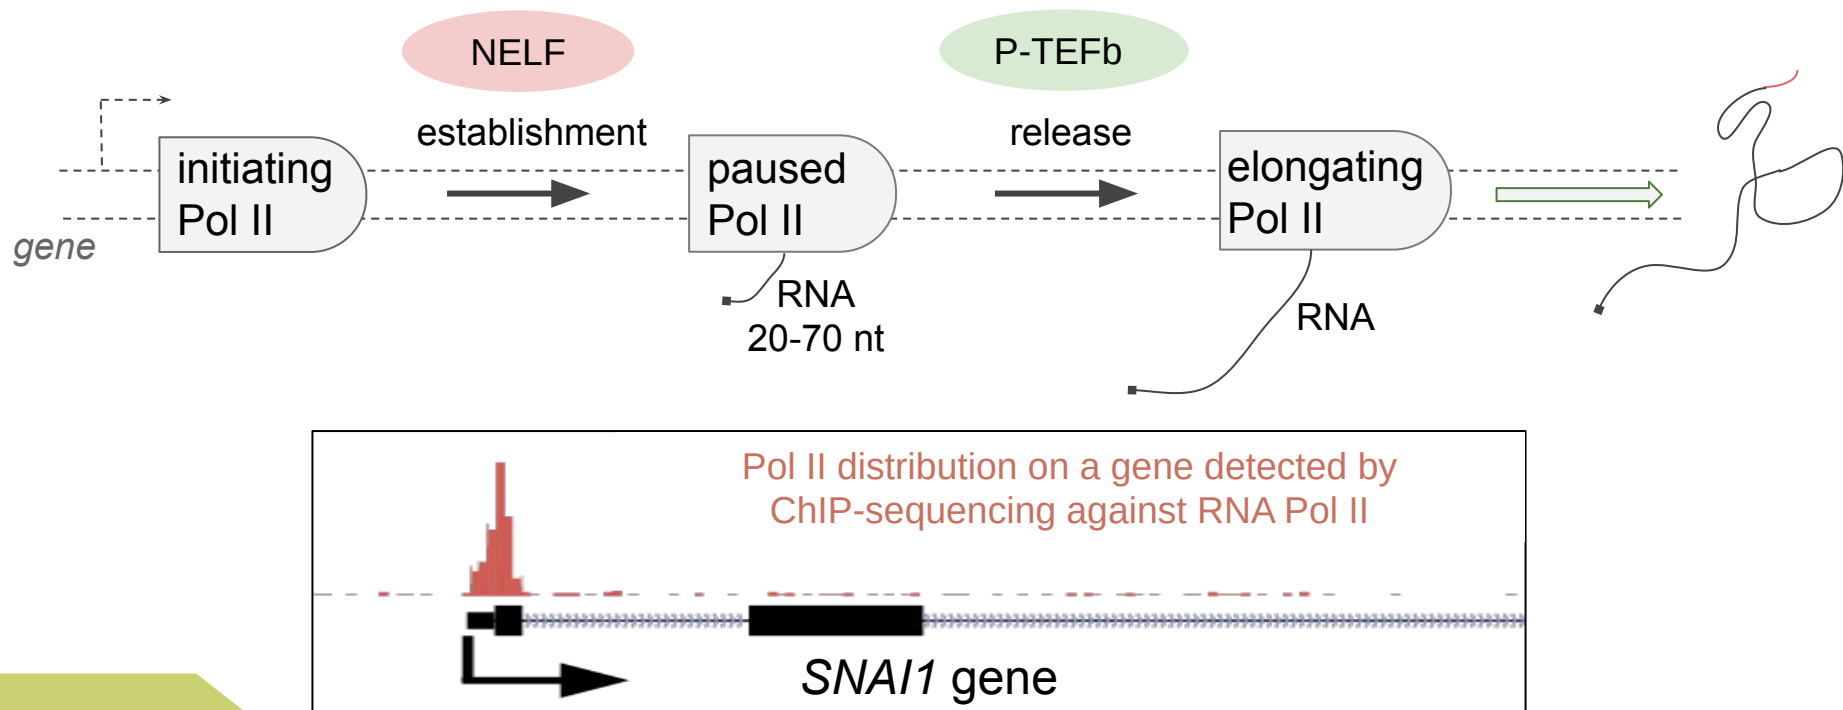 NELF
P-TEFb
establishment
release
initiating
Pol II
paused
Pol II
elongating
Pol II
gene
RNA
20-70 nt
RNA
Pol II distribution on a gene detected by
ChIP-sequencing against RNA Pol II
SNAI1 gene